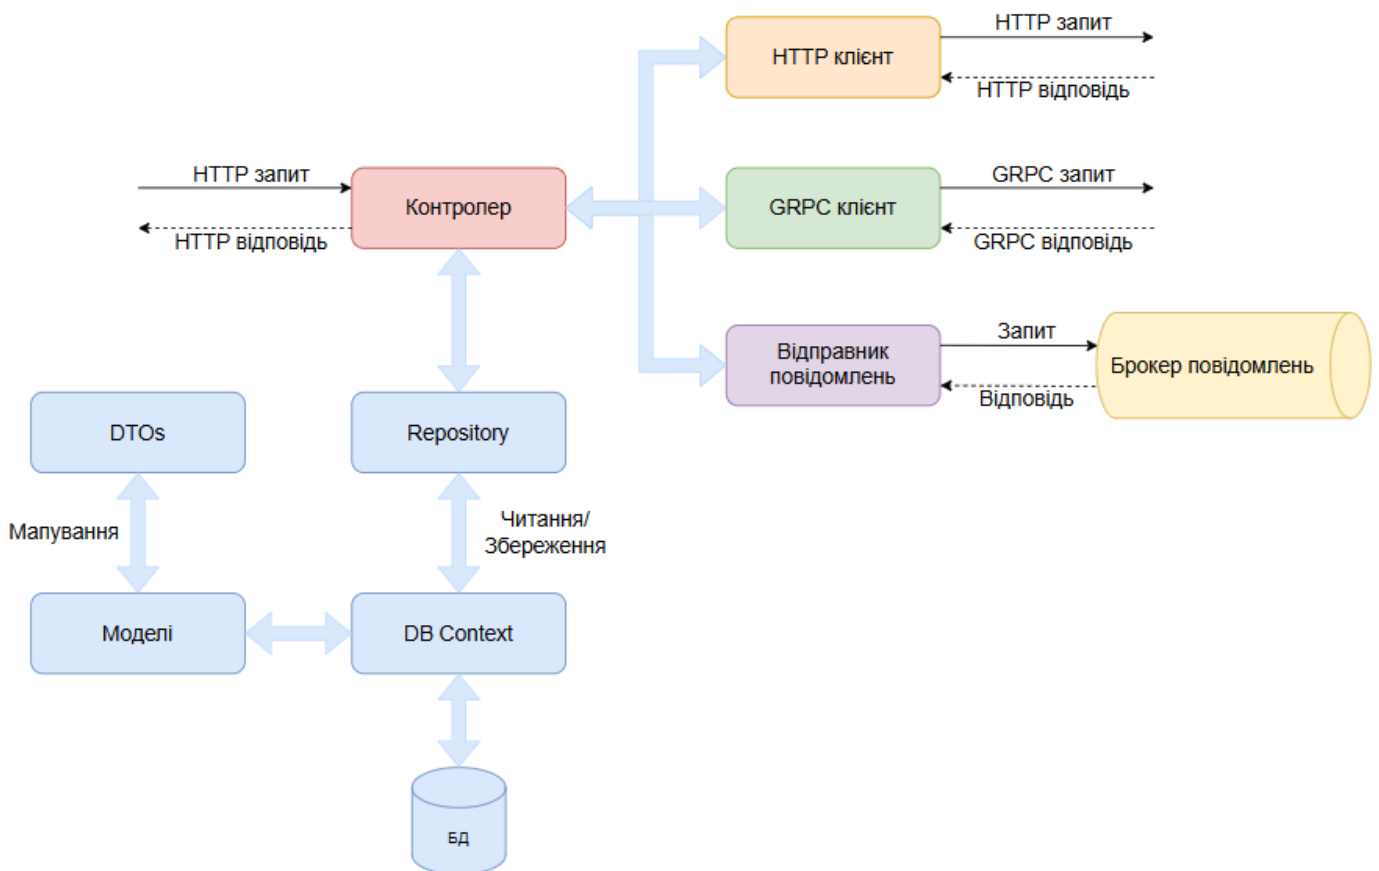 HTTP запит
HTTP клієнт
HTTP відповідь
HTTP запит
Контролер
HTTP відповідь
GRPC запит
GRPC клієнт
GRPC відповідь
Відправник
повідомлень
Запит
Відповідь
Брокер повідомлень
DTOs
Repository
Мапування
Читання/
Збереження
Моделі
DB Context
БД